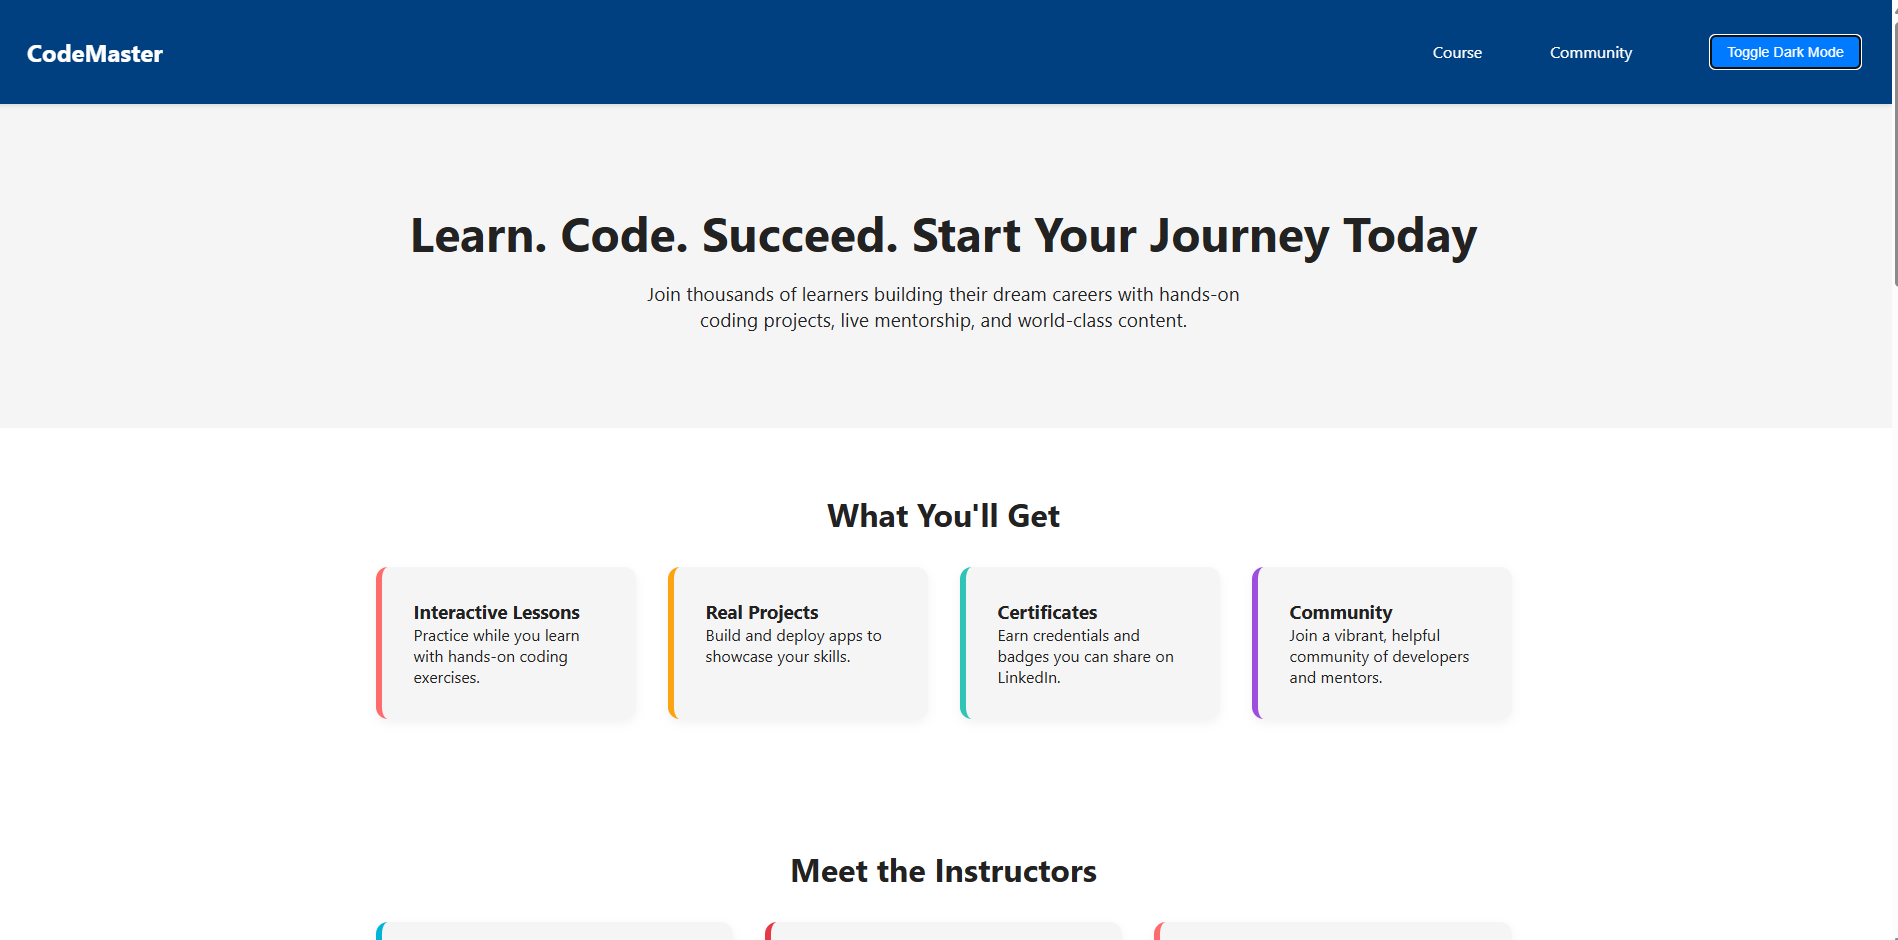 CodeMaster
Course
Community
Toggle Dark Mode
Learn. Code. Succeed. Start Your Journey Today
Join thousands of learners building their dream careers with hands-on
coding projects, live mentorship, and world-class content.
What You'll Get
Interactive Lessons
Practice while you learn
with hands-on coding
exercises.
Real Projects
Build and deploy apps to
showcase your skills.
Certificates
Earn credentials and
badges you can share on
LinkedIn.
Community
Join a vibrant, helpful
community of developers
and mentors.
Meet the Instructors